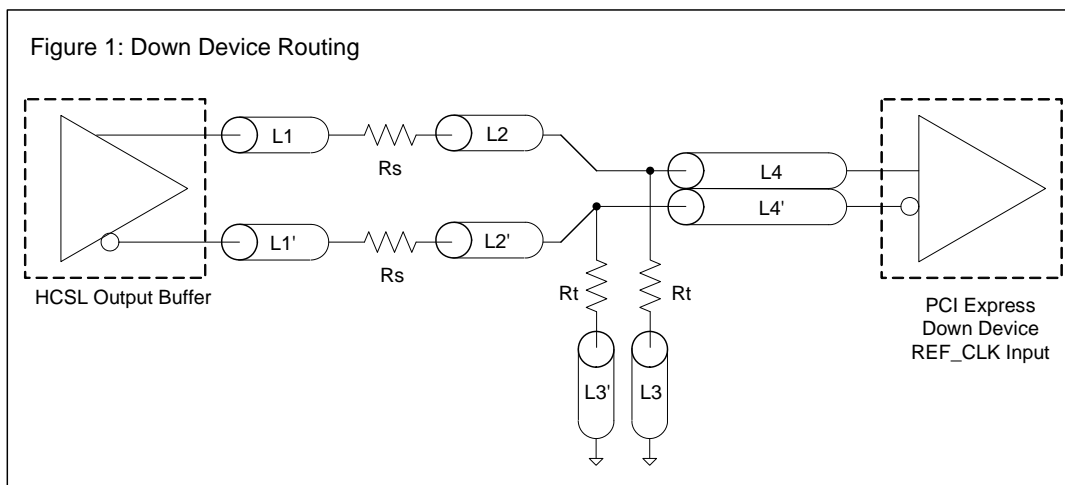 Figure 1: Down Device Routing
L1
Rs
L2
L4
L4'
L1'
Rs
L2'
HCSL Output Buffer
Rt
Rt
L3'
L3
PCI Express
Down Device
REF_CLK Input